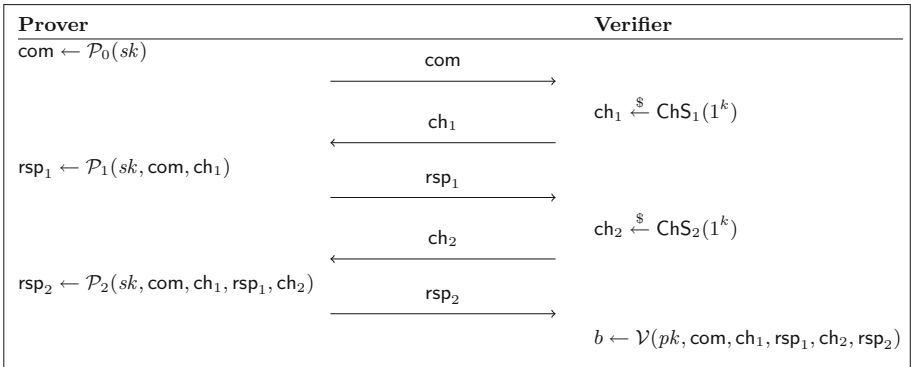 Prover Verifier
com ← P₀(sk)
com
ch₁ ←$ ChS₁(1ᵏ)
ch₁
rsp₁ ← P₁(sk, com, ch₁)
rsp₁
ch₂ ←$ ChS₂(1ᵏ)
ch₂
rsp₂ ← P₂(sk, com, ch₁, rsp₁, ch₂)
rsp₂
b ← V(pk, com, ch₁, rsp₁, ch₂, rsp₂)